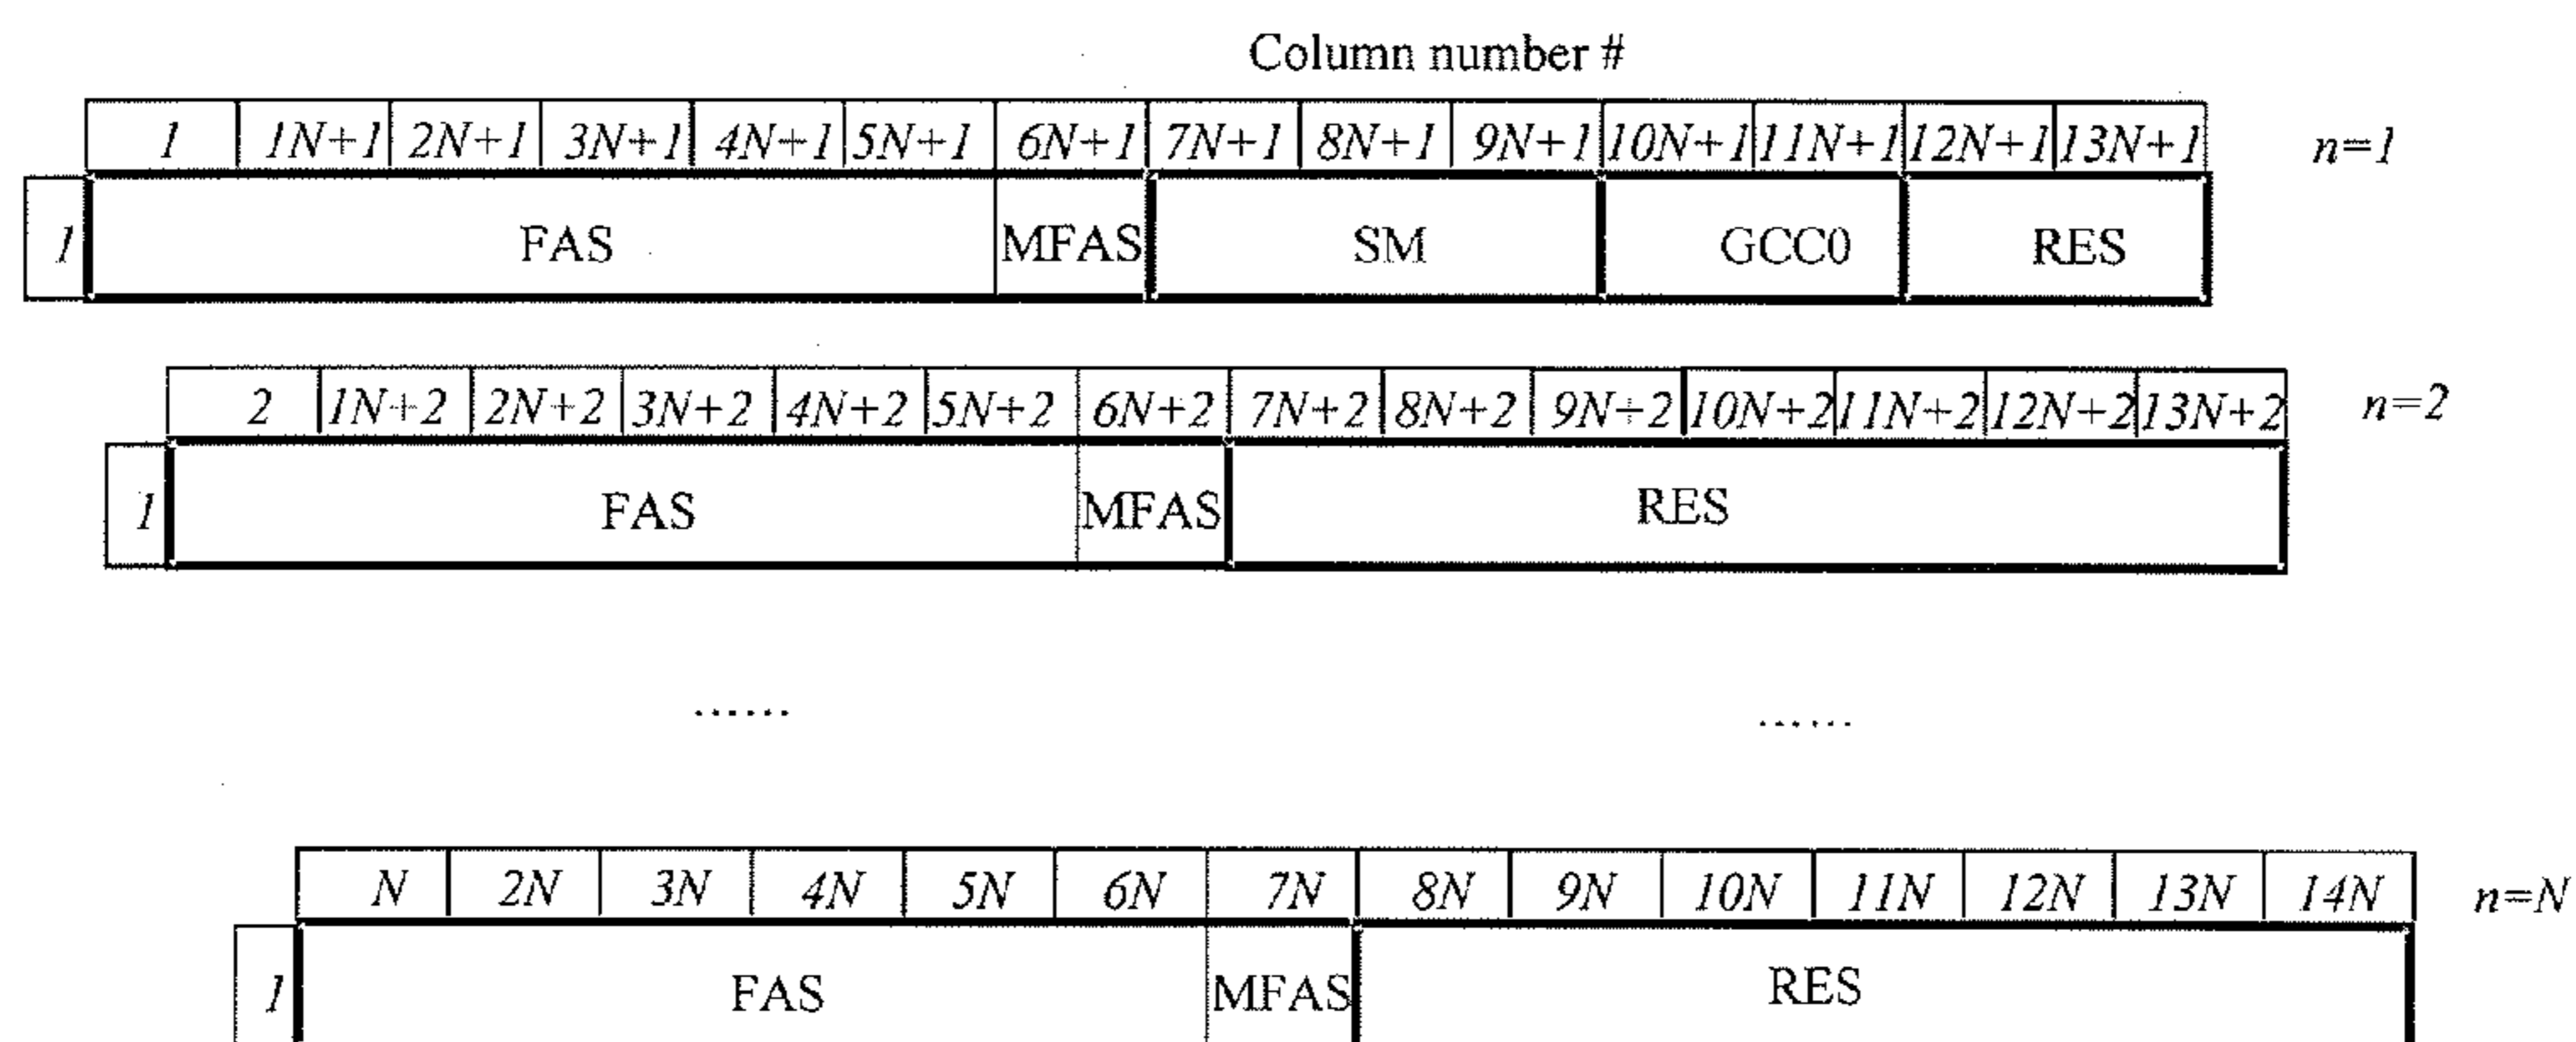 Column number #
1 1N+1 2N+1 3N+1 4N+1 5N+1 6N+1 7N+1 8N+1 9N+1 10N+1 11N+1 12N+1 13N+1 n=1
1 FAS MFAS SM GCC0 RES
2 1N+2 2N+2 3N+2 4N+2 5N+2 6N+2 7N+2 8N+2 9N+2 10N+2 11N+2 12N+2 13N+2 n=2
1 FAS MFAS RES
...... ......
N 2N 3N 4N 5N 6N 7N 8N 9N 10N 11N 12N 13N 14N n=N
1 FAS MFAS RES